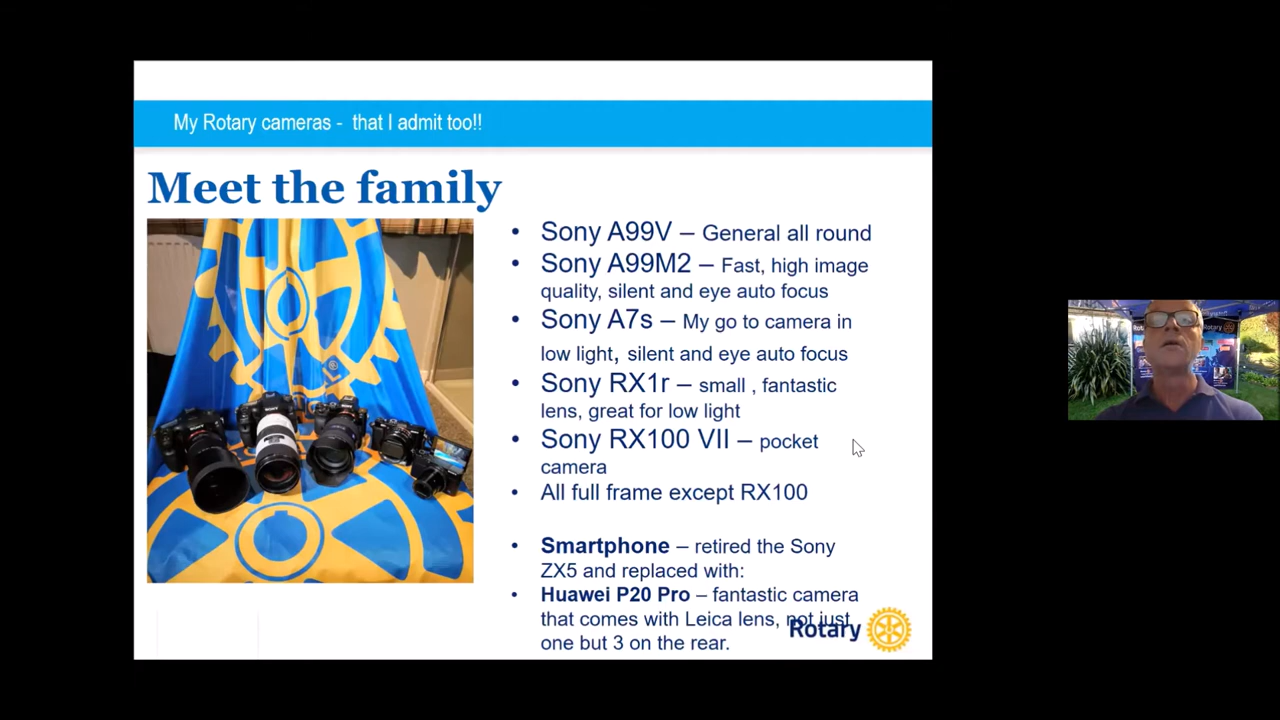 My Rotary cameras -  that I admit too!!
Meet the family
• Sony A99V – General all round
• Sony A99M2 – Fast, high image
quality, silent and eye auto focus
• Sony A7s – My go to camera in
low light, silent and eye auto focus
• Sony RX1r – small , fantastic
lens, great for low light
• Sony RX100 VII – pocket
camera
• All full frame except RX100
• Smartphone – retired the Sony
ZX5 and replaced with:
• Huawei P20 Pro – fantastic camera
that comes with Leica lens, not just
one but 3 on the rear.
Rotary
Rotary